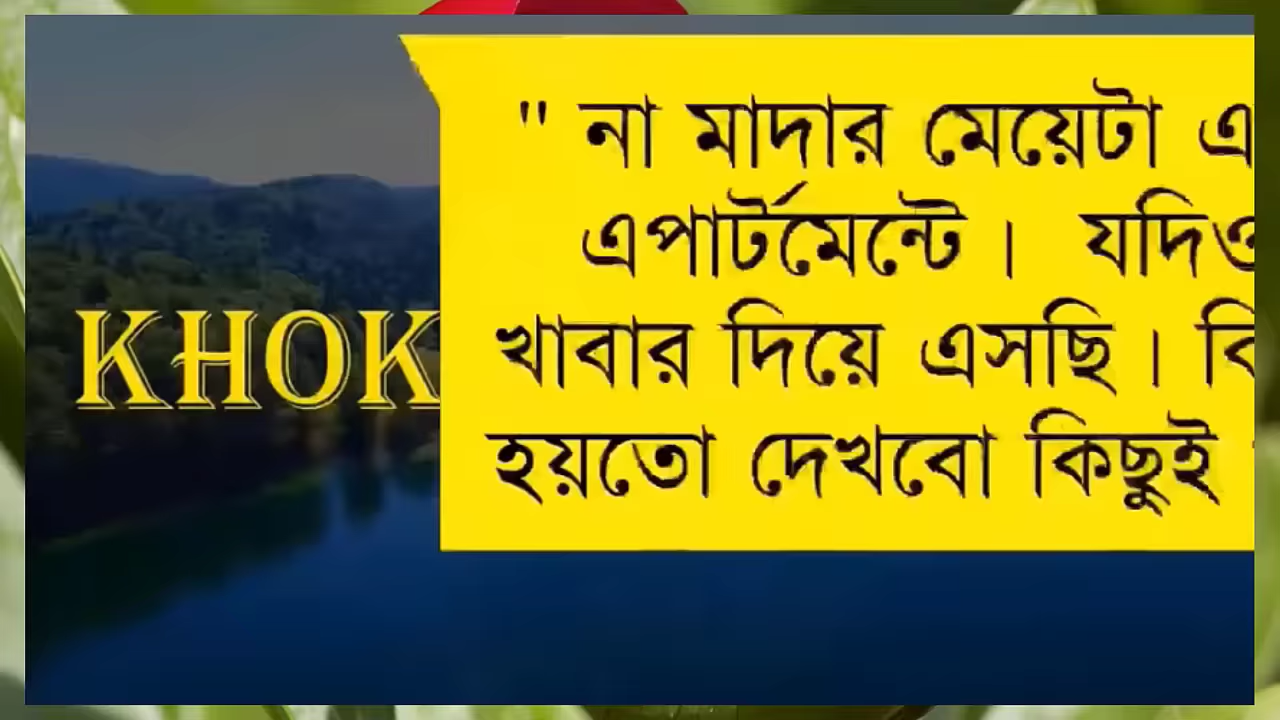 KHOK
" না মাদার মেয়েটা এ
এপার্টমেন্টে। যদিও
খাবার দিয়ে এসছি। কি
হয়তো দেখবো কিছুই